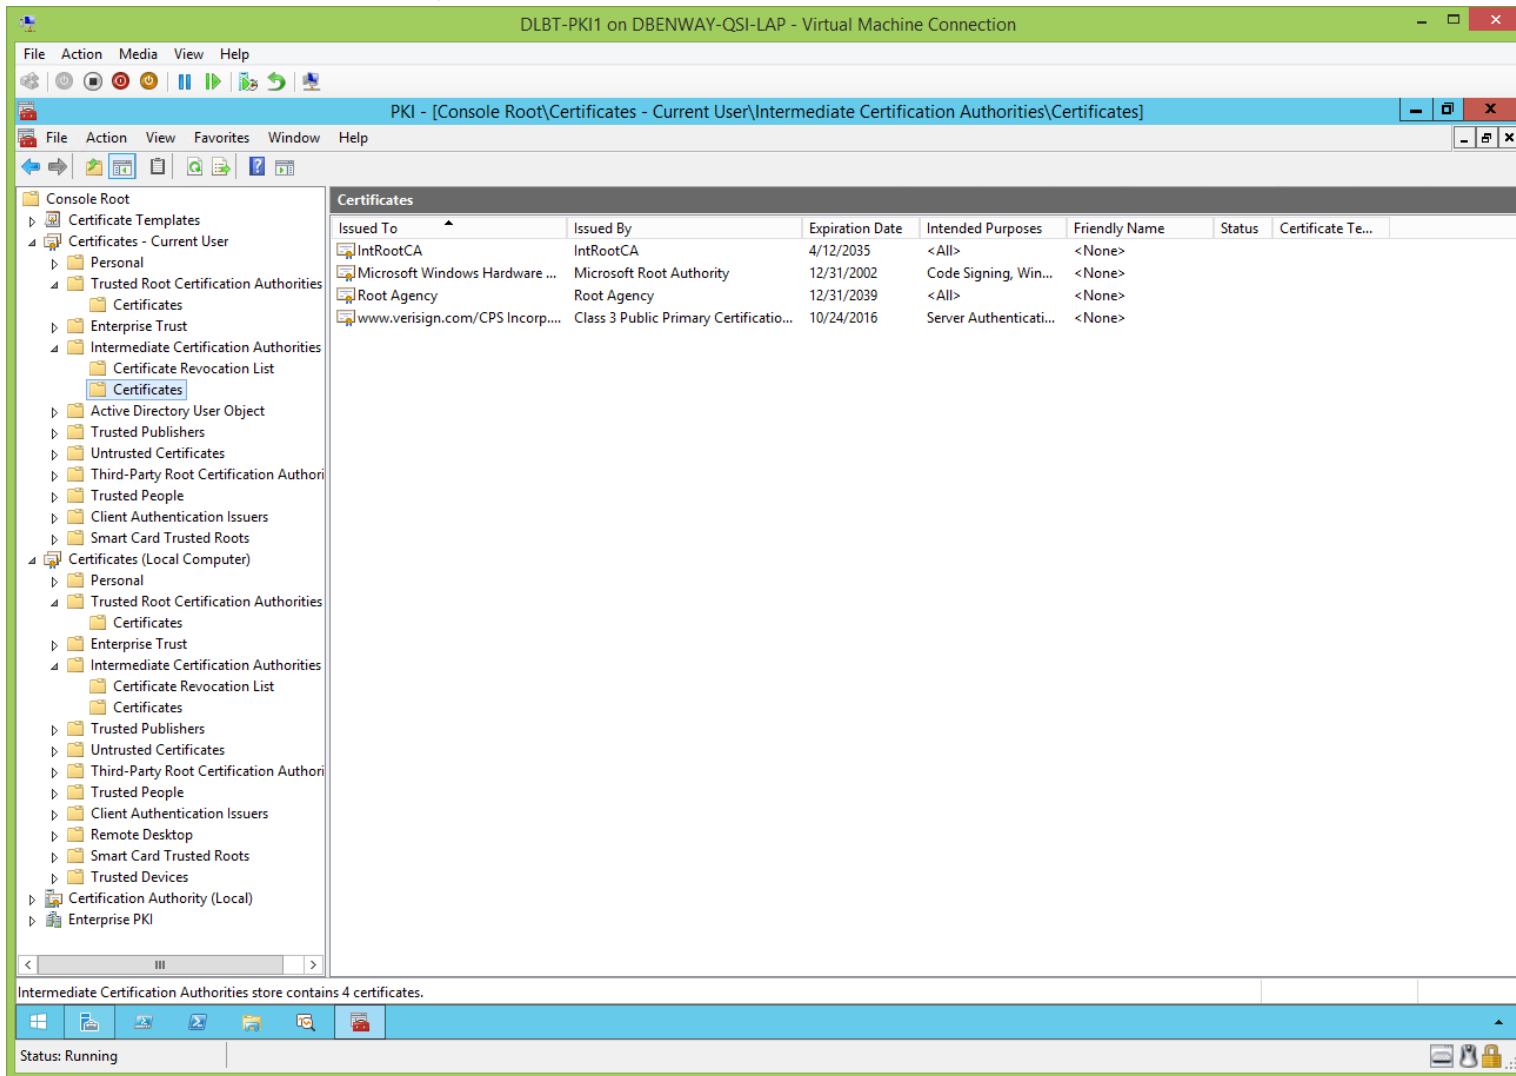 DLBT-PKI1 on DBENWAY-QSI-LAP - Virtual Machine Connection
File Action Media View Help
PKI - [Console Root\Certificates - Current User\Intermediate Certification Authorities\Certificates]
File Action View Favorites Window Help
Console Root
Certificate Templates
Certificates - Current User
Personal
Trusted Root Certification Authorities
Certificates
Enterprise Trust
Intermediate Certification Authorities
Certificate Revocation List
Certificates
Active Directory User Object
Trusted Publishers
Untrusted Certificates
Third-Party Root Certification Authori
Trusted People
Client Authentication Issuers
Smart Card Trusted Roots
Certificates (Local Computer)
Personal
Trusted Root Certification Authorities
Certificates
Enterprise Trust
Intermediate Certification Authorities
Certificate Revocation List
Certificates
Trusted Publishers
Untrusted Certificates
Third-Party Root Certification Authori
Trusted People
Client Authentication Issuers
Remote Desktop
Smart Card Trusted Roots
Trusted Devices
Certification Authority (Local)
Enterprise PKI
Certificates
Issued To Issued By Expiration Date Intended Purposes Friendly Name Status Certificate Te...
IntRootCA IntRootCA 4/12/2035 <All> <None>
Microsoft Windows Hardware ... Microsoft Root Authority 12/31/2002 Code Signing, Win... <None>
Root Agency Root Agency 12/31/2039 <All> <None>
www.verisign.com/CPS Incorp.... Class 3 Public Primary Certificatio... 10/24/2016 Server Authenticati... <None>
Intermediate Certification Authorities store contains 4 certificates.
Status: Running